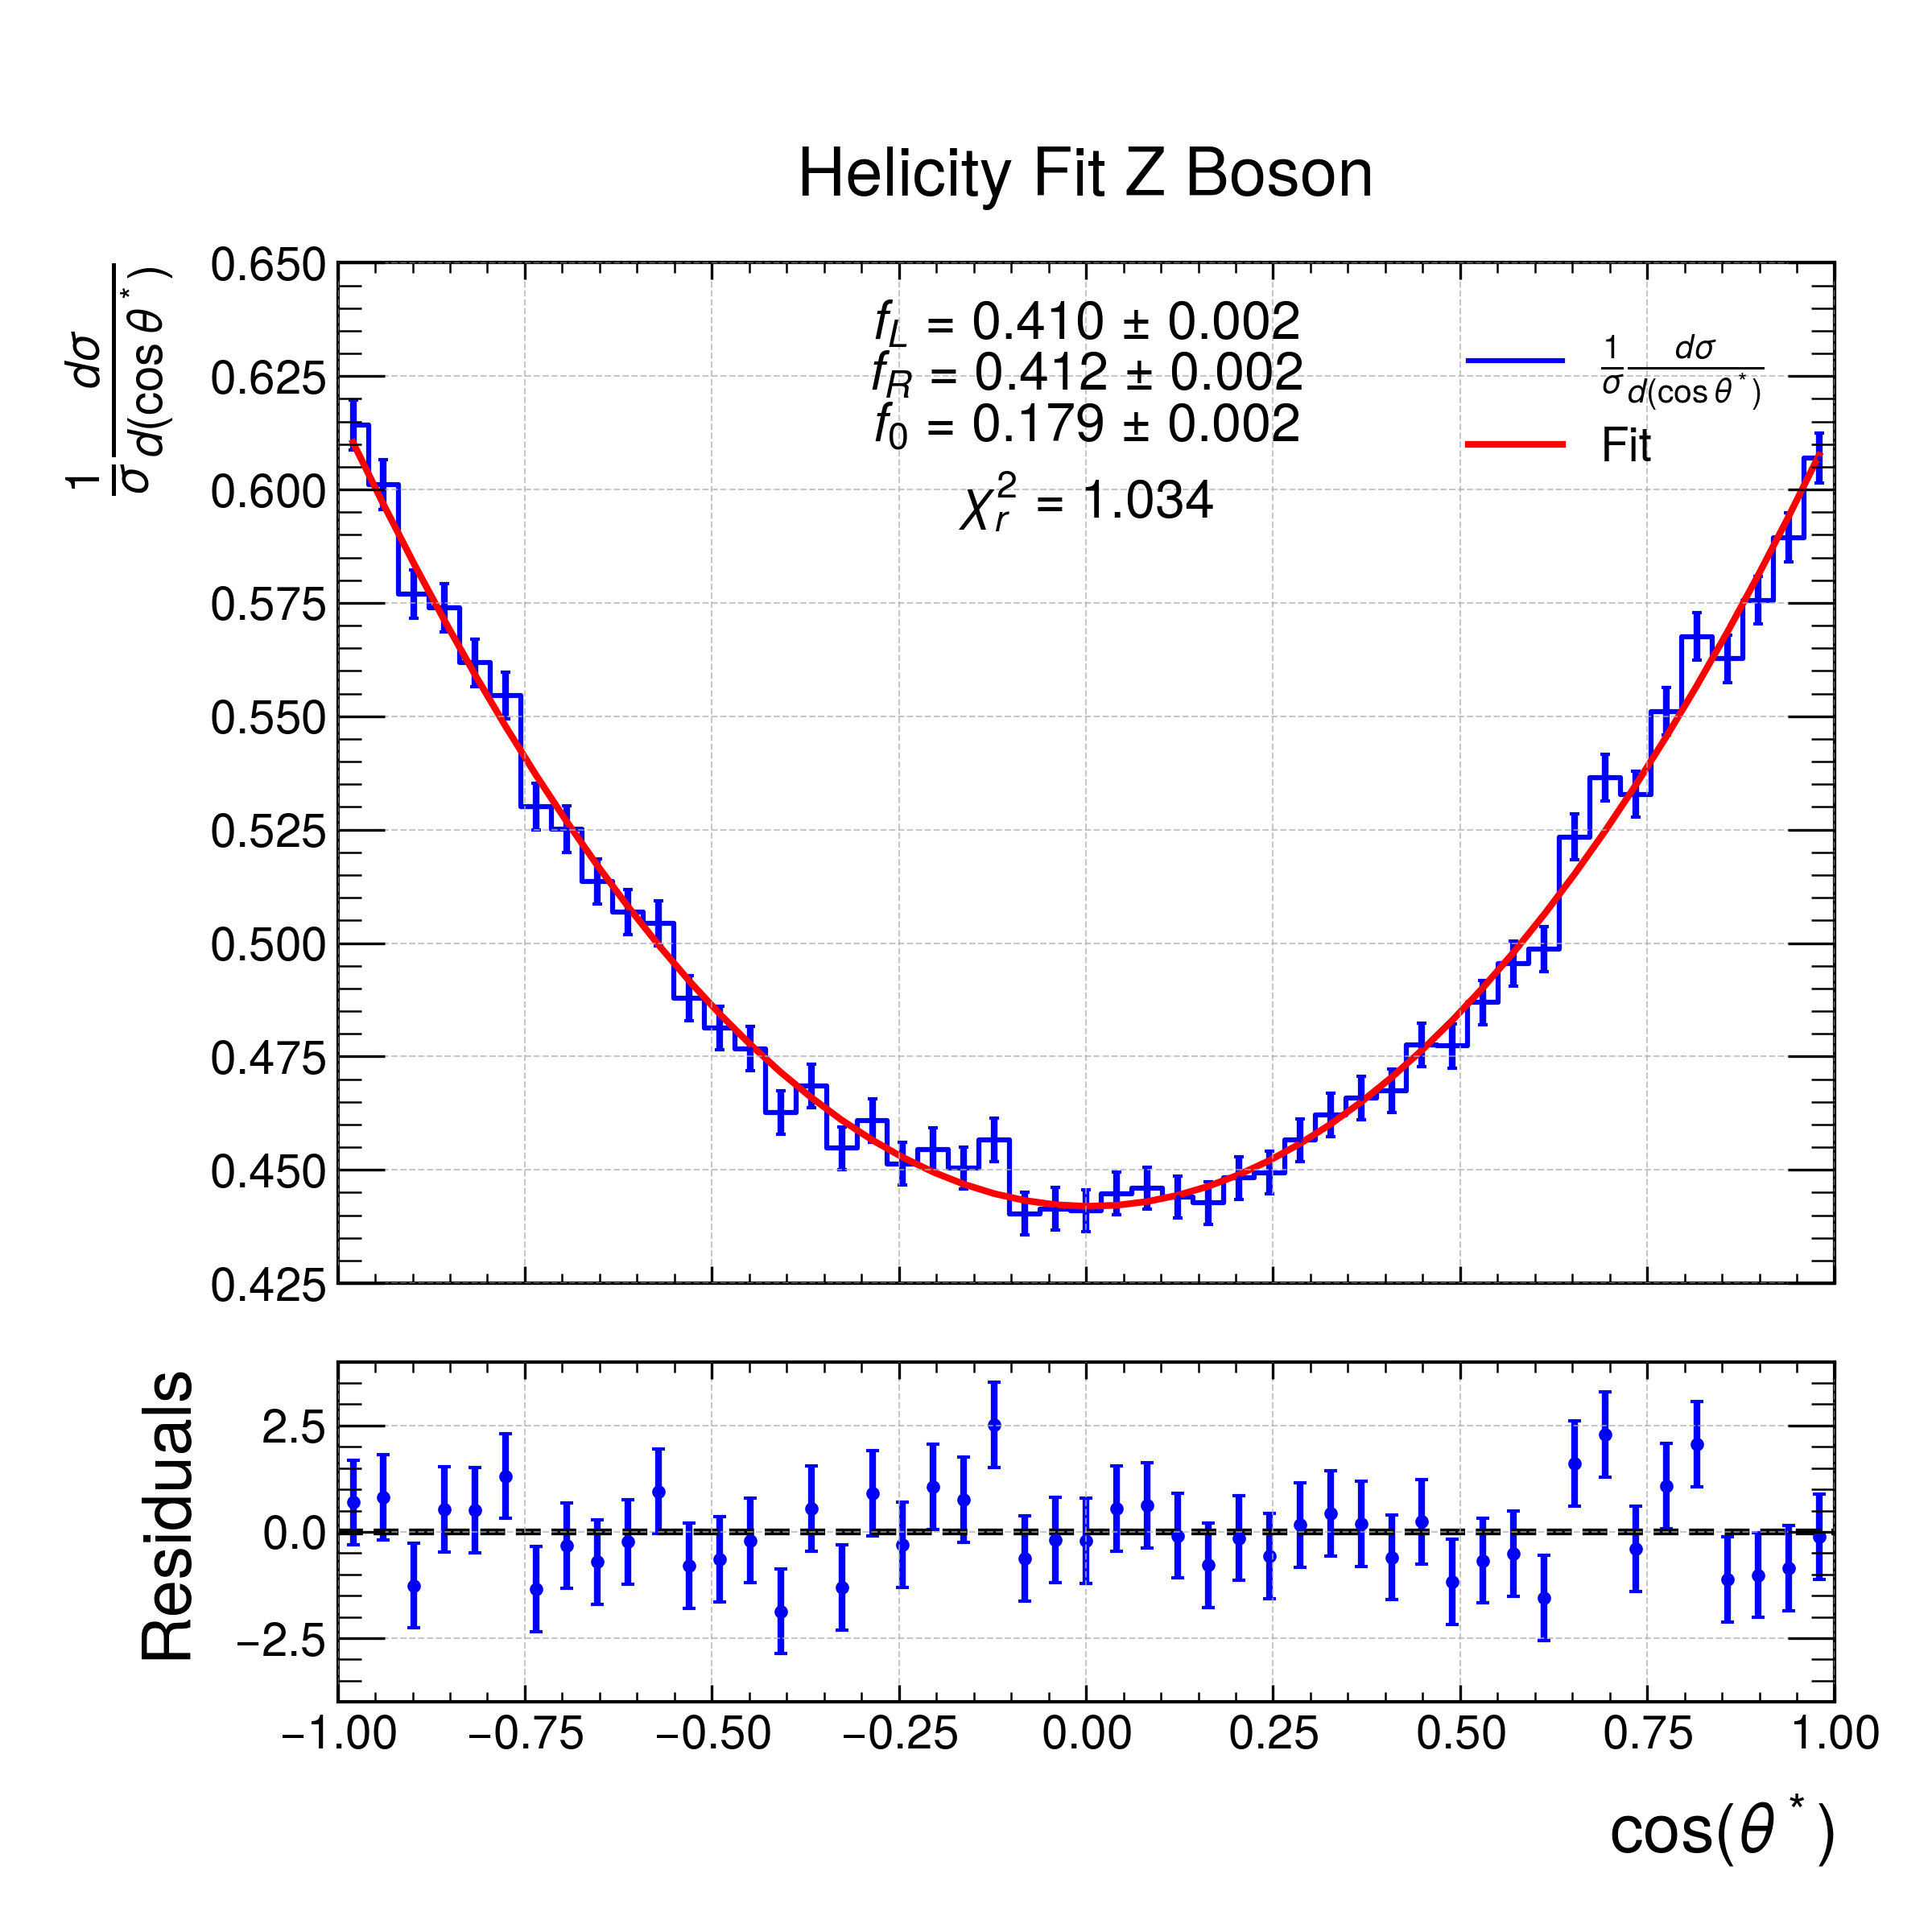 Helicity Fit Z Boson
1/σ dσ/d(cos θ*)
0.650
0.625
0.600
0.575
0.550
0.525
0.500
0.475
0.450
0.425
f_L = 0.410 ± 0.002
f_R = 0.412 ± 0.002
f_0 = 0.179 ± 0.002
χ_r^2 = 1.034
1/σ dσ/d(cos θ*)
Fit
Residuals
2.5
0.0
−2.5
−1.00 −0.75 −0.50 −0.25 0.00 0.25 0.50 0.75 1.00
cos(θ*)